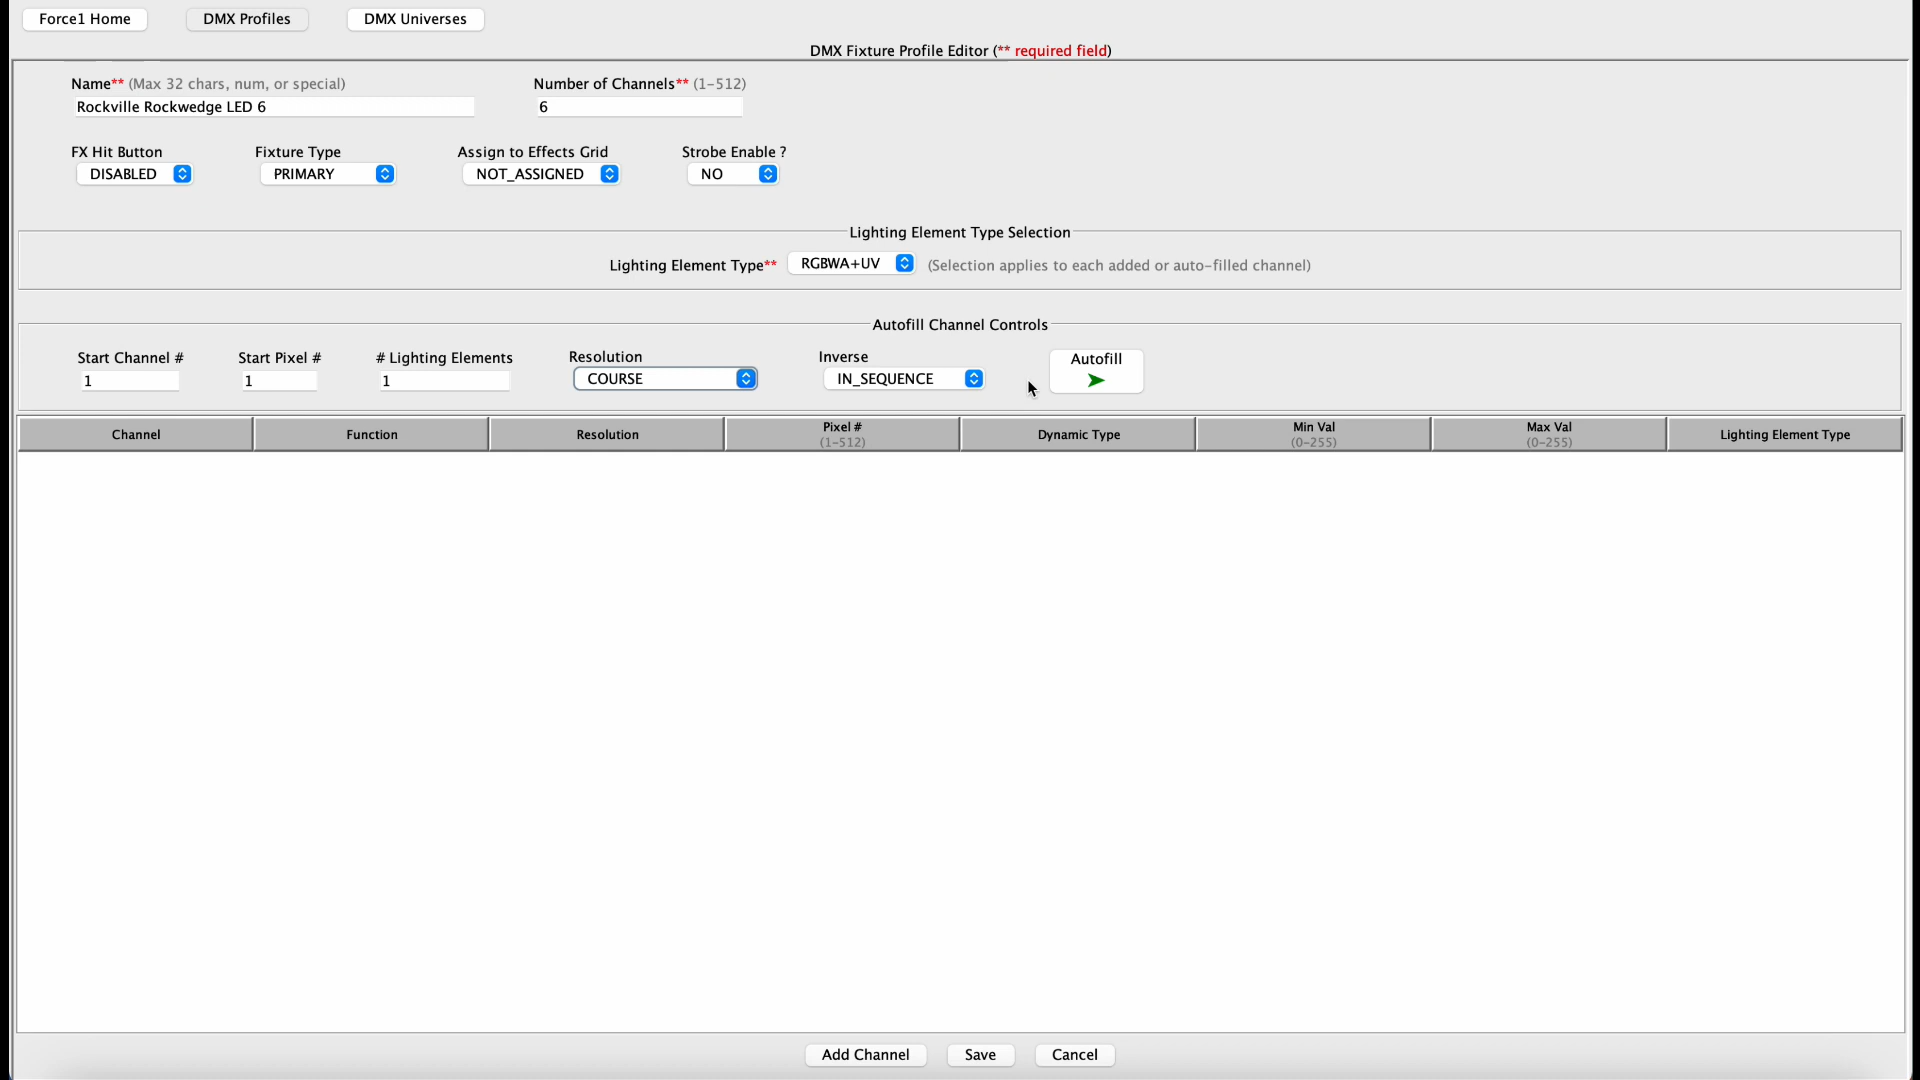 Force1 Home DMX Profiles DMX Universes
DMX Fixture Profile Editor (** required field)
Name** (Max 32 chars, num, or special) Number of Channels** (1-512)
Rockville Rockwedge LED 6 6
FX Hit Button Fixture Type Assign to Effects Grid Strobe Enable ?
DISABLED PRIMARY NOT_ASSIGNED NO
Lighting Element Type Selection
Lighting Element Type** RGBWA+UV (Selection applies to each added or auto-filled channel)
Autofill Channel Controls
Start Channel # Start Pixel # # Lighting Elements Resolution Inverse Autofill
1 1 1 COURSE IN_SEQUENCE
Channel Function Resolution Pixel # Dynamic Type Min Val Max Val Lighting Element Type
(1-512) (0-255) (0-255)
Add Channel Save Cancel